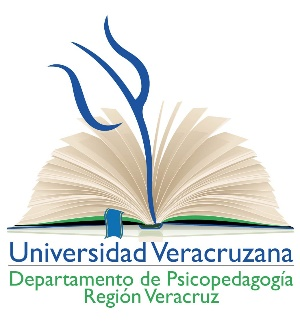 Universidad Veracruzana
Departamento de Psicopedagogía
Región Veracruz